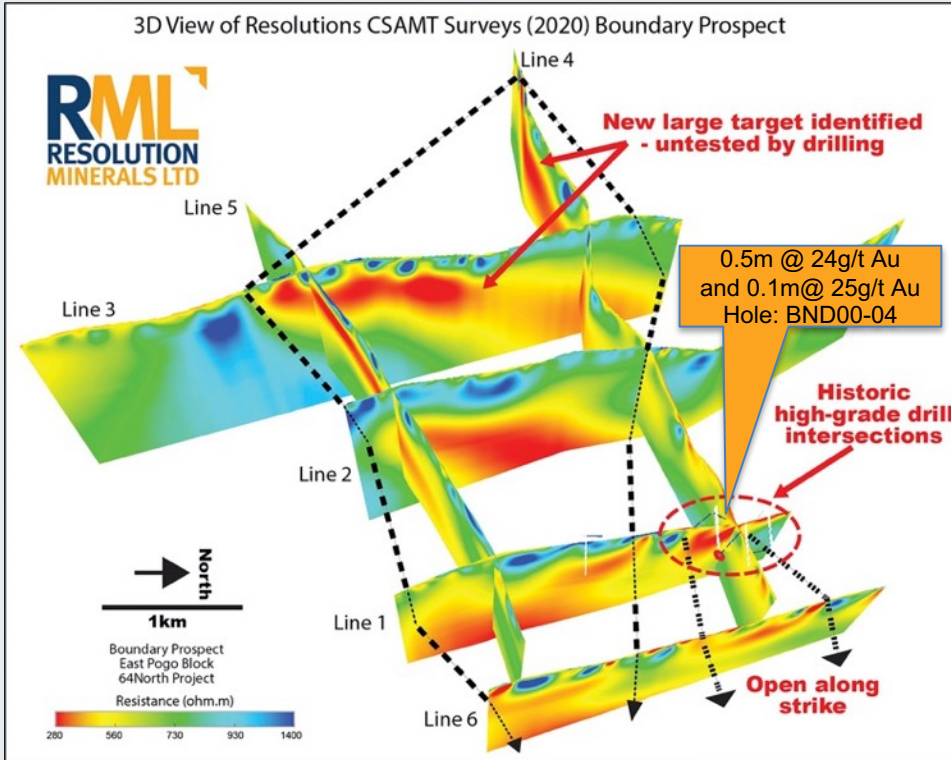 3D View of Resolutions CSAMT Surveys (2020) Boundary Prospect
Line 4
RML
RESOLUTION
MINERALS LTD
New large target identified
- untested by drilling
Line 5
0.5m @ 24g/t Au
and 0.1m@ 25g/t Au
Hole: BND00-04
Line 3
Historic
high-grade drill
intersections
Line 2
North
1km
Line 1
Boundary Prospect
East Pogo Block
64North Project
Open along
strike
Resistance (ohm.m)
280 560 730 930 1400
Line 6